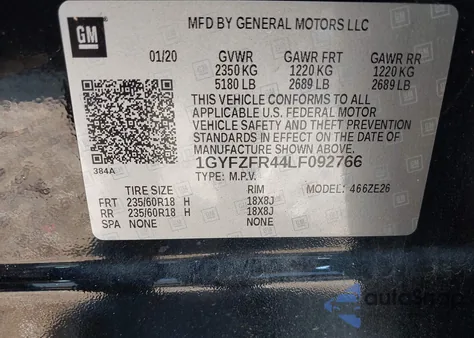 GM
MFD BY GENERAL MOTORS LLC
01/20 GVWR GAWR FRT GAWR RR
2350 KG 1220 KG 1220 KG
5180 LB 2689 LB 2689 LB
THIS VEHICLE CONFORMS TO ALL
APPLICABLE U.S. FEDERAL MOTOR
VEHICLE SAFETY AND THEFT PREVENTION
STANDARDS IN EFFECT ON THE DATE OF
MANUFACTURE SHOWN ABOVE.
384A
1GYFZFR44LF092766
TYPE: M.P.V. MODEL: 466ZE26
TIRE SIZE RIM
FRT 235/60R18 H 18X8J
RR 235/60R18 H 18X8J
SPA NONE NONE